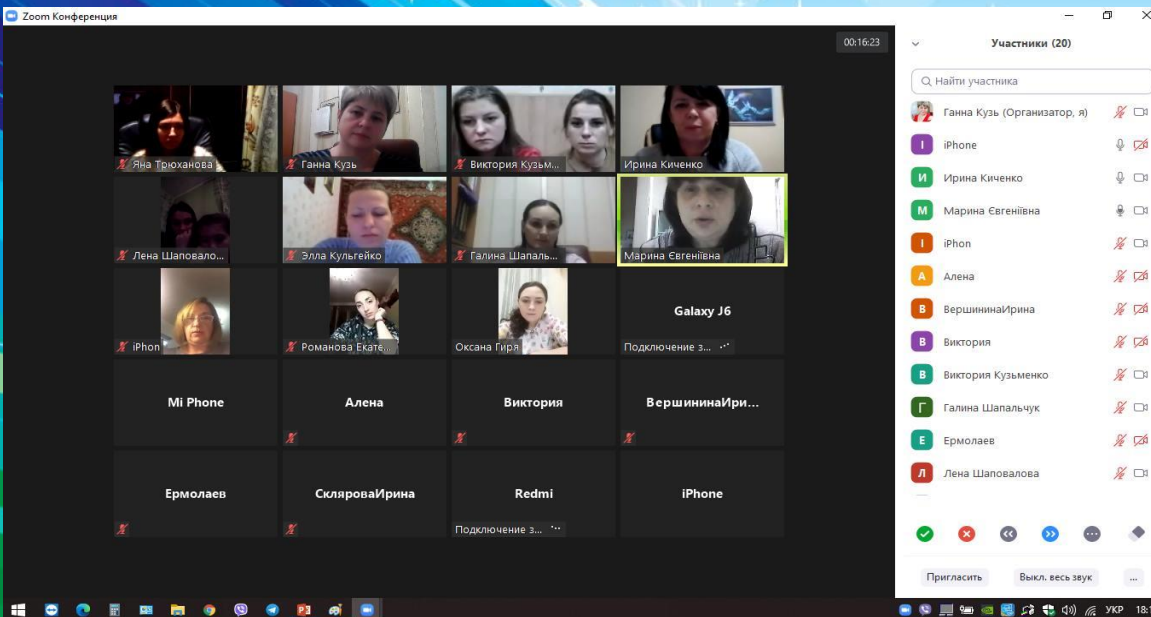 Zoom Конференция
00:16:23
Яна Трюханова
Ганна Кузь
Виктория Кузьм...
Ирина Киченко
Лена Шаповало...
Элла Кульгейко
Галина Шапаль...
Марина Євгеніївна
iPhon
Романова Екате...
Оксана Гиря
Galaxy J6
Подключение з... ···
Mi Phone
Алена
Виктория
ВершининаИри...
Ермолаев
СкляроваИрина
Redmi
Подключение з... ···
iPhone
Участники (20)
Найти участника
Ганна Кузь (Организатор, я)
I iPhone
И Ирина Киченко
М Марина Євгеніївна
I iPhon
А Алена
В ВершининаИрина
В Виктория
В Виктория Кузьменко
Г Галина Шапальчук
Е Ермолаев
Л Лена Шаповалова
Пригласить
Выкл. весь звук
...
УКР